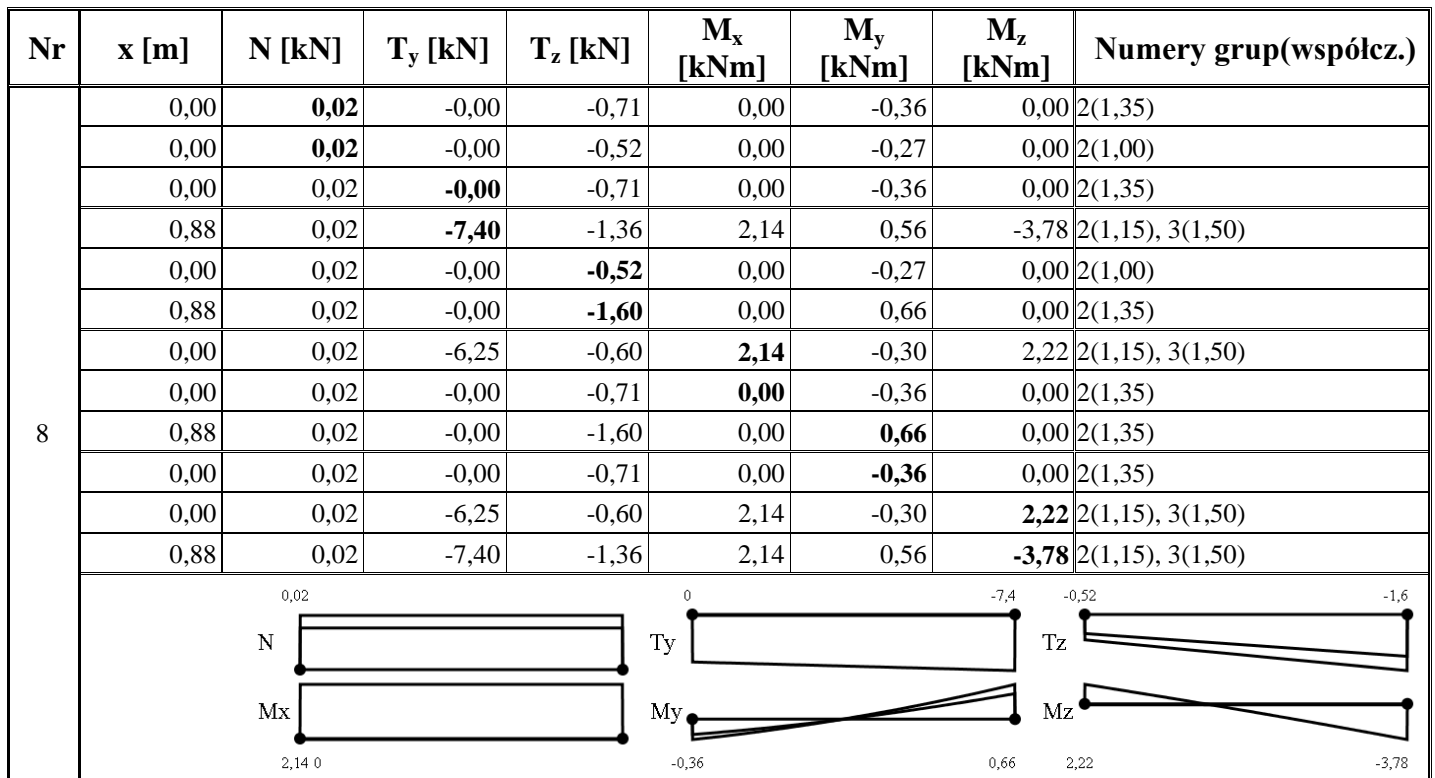 Nr x [m] N [kN] Ty [kN] Tz [kN] Mx [kNm] My [kNm] Mz [kNm] Numery grup(współcz.)
0,00 0,02 -0,00 -0,71 0,00 -0,36 0,00 2(1,35)
0,00 0,02 -0,00 -0,52 0,00 -0,27 0,00 2(1,00)
0,00 0,02 -0,00 -0,71 0,00 -0,36 0,00 2(1,35)
0,88 0,02 -7,40 -1,36 2,14 0,56 -3,78 2(1,15), 3(1,50)
0,00 0,02 -0,00 -0,52 0,00 -0,27 0,00 2(1,00)
0,88 0,02 -0,00 -1,60 0,00 0,66 0,00 2(1,35)
0,00 0,02 -6,25 -0,60 2,14 -0,30 2,22 2(1,15), 3(1,50)
0,00 0,02 -0,00 -0,71 0,00 -0,36 0,00 2(1,35)
8 0,88 0,02 -0,00 -1,60 0,00 0,66 0,00 2(1,35)
0,00 0,02 -0,00 -0,71 0,00 -0,36 0,00 2(1,35)
0,00 0,02 -6,25 -0,60 2,14 -0,30 2,22 2(1,15), 3(1,50)
0,88 0,02 -7,40 -1,36 2,14 0,56 -3,78 2(1,15), 3(1,50)
0,02 0 -7,4 -0,52 -1,6
N Ty Tz
Mx My Mz
2,14 0 -0,36 0,66 2,22 -3,78